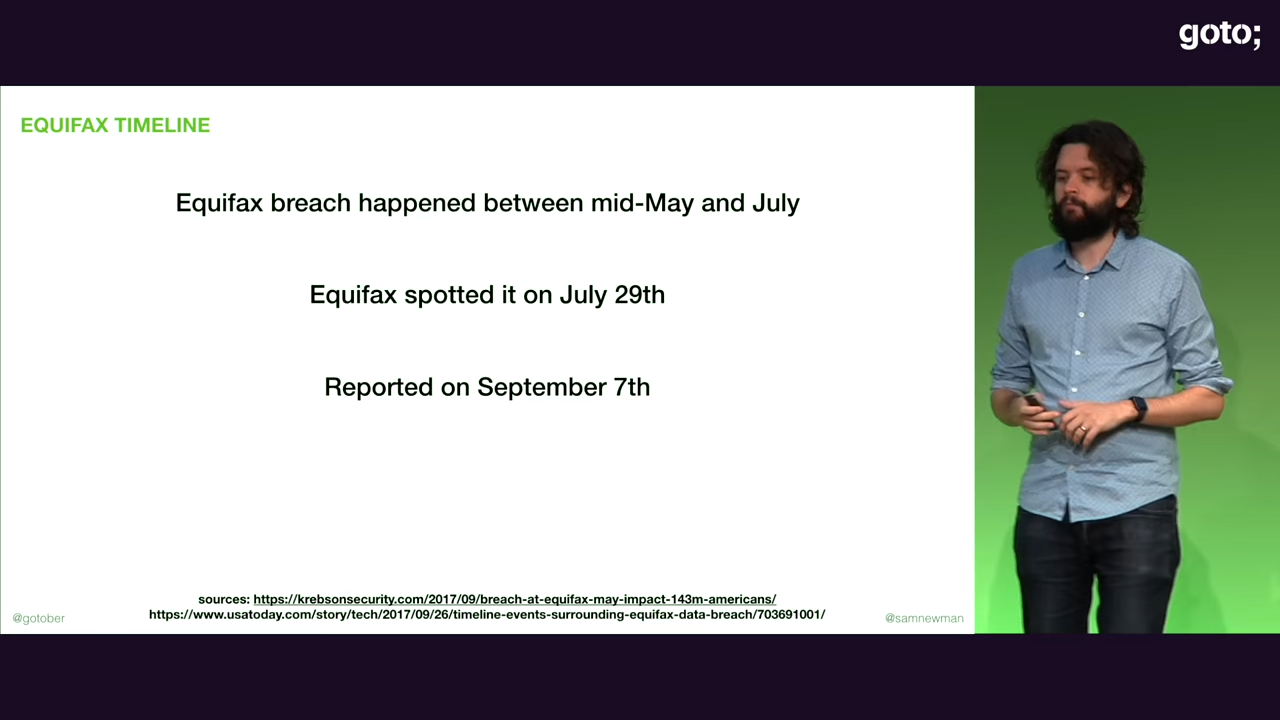 goto;
EQUIFAX TIMELINE
Equifax breach happened between mid-May and July
Equifax spotted it on July 29th
Reported on September 7th
sources: https://krebsonsecurity.com/2017/09/breach-at-equifax-may-impact-143m-americans/
https://www.usatoday.com/story/tech/2017/09/26/timeline-events-surrounding-equifax-data-breach/703691001/
@gotober
@samnewman